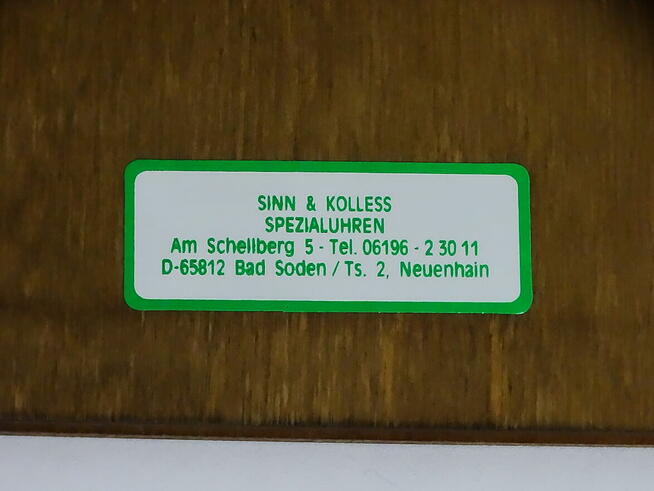 SINN & KOLLESS
SPEZIALUHREN
Am Schellberg 5 - Tel. 06196 - 2 30 11
D-65812 Bad Soden / Ts. 2, Neuenhain